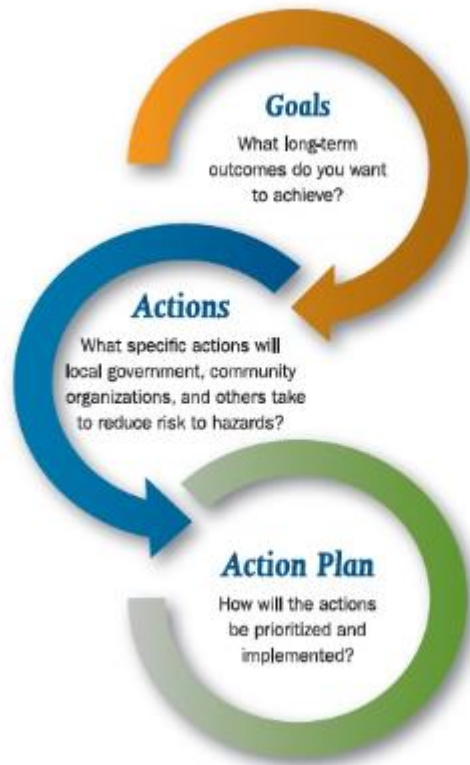 Goals
What long-term
outcomes do you want
to achieve?
Actions
What specific actions will
local government, community
organizations, and others take
to reduce risk to hazards?
Action Plan
How will the actions
be prioritized and
implemented?